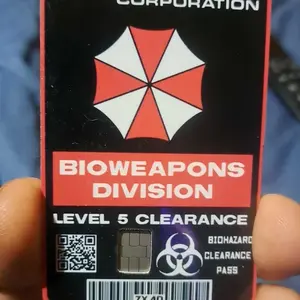 CORPORATION
BIOWEAPONS
DIVISION
LEVEL 5 CLEARANCE
BIOHAZARD
CLEARANCE
PASS